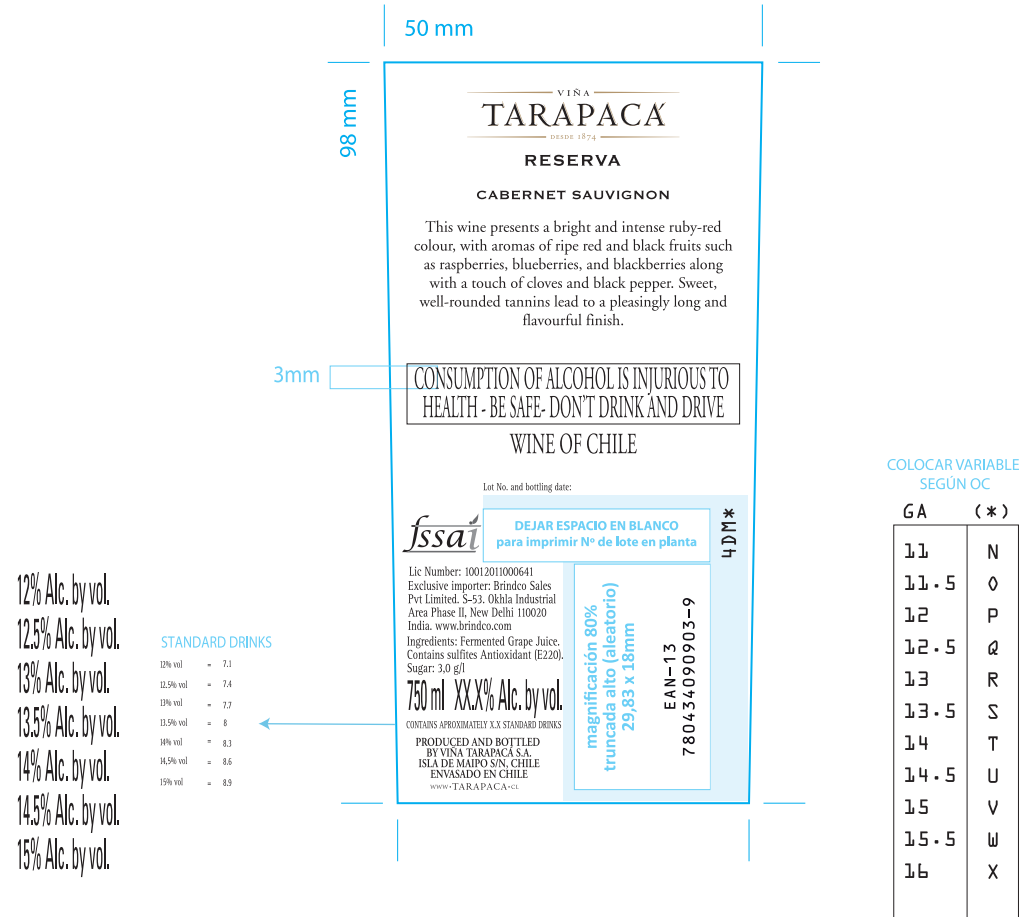 50 mm
98 mm
VIÑA
TARAPACÁ
DESDE 1874
RESERVA
CABERNET SAUVIGNON
This wine presents a bright and intense ruby-red
colour, with aromas of ripe red and black fruits such
as raspberries, blueberries, and blackberries along
with a touch of cloves and black pepper. Sweet,
well-rounded tannins lead to a pleasingly long and
flavourful finish.
3mm
CONSUMPTION OF ALCOHOL IS INJURIOUS TO
HEALTH - BE SAFE- DON'T DRINK AND DRIVE
WINE OF CHILE
Lot No. and bottling date:
fssai
DEJAR ESPACIO EN BLANCO
para imprimir Nº de lote en planta
4DM*
Lic Number: 10012011000641
Exclusive importer: Brindco Sales
Pvt Limited. S-53. Okhla Industrial
Area Phase II, New Delhi 110020
India. www.brindco.com
Ingredients: Fermented Grape Juice.
Contains sulfites Antioxidant (E220).
Sugar: 3,0 g/l
750 ml XX.X% Alc. by vol.
CONTAINS APROXIMATELY X.X STANDARD DRINKS
PRODUCED AND BOTTLED
BY VIÑA TARAPACÁ S.A.
ISLA DE MAIPO S/N, CHILE
ENVASADO EN CHILE
WWW•TARAPACA•CL
magnificación 80%
truncada alto (aleatorio)
29,83 x 18mm
EAN-13
780434090903-9
12% Alc. by vol.
12.5% Alc. by vol.
13% Alc. by vol.
13.5% Alc. by vol.
14% Alc. by vol.
14.5% Alc. by vol.
15% Alc. by vol.
STANDARD DRINKS
12% vol = 7.1
12.5% vol = 7.4
13% vol = 7.7
13.5% vol = 8
14% vol = 8.3
14,5% vol = 8.6
15% vol = 8.9
COLOCAR VARIABLE
SEGÚN OC
GA (*)
11 N
11.5 O
12 P
12.5 Q
13 R
13.5 S
14 T
14.5 U
15 V
15.5 W
16 X